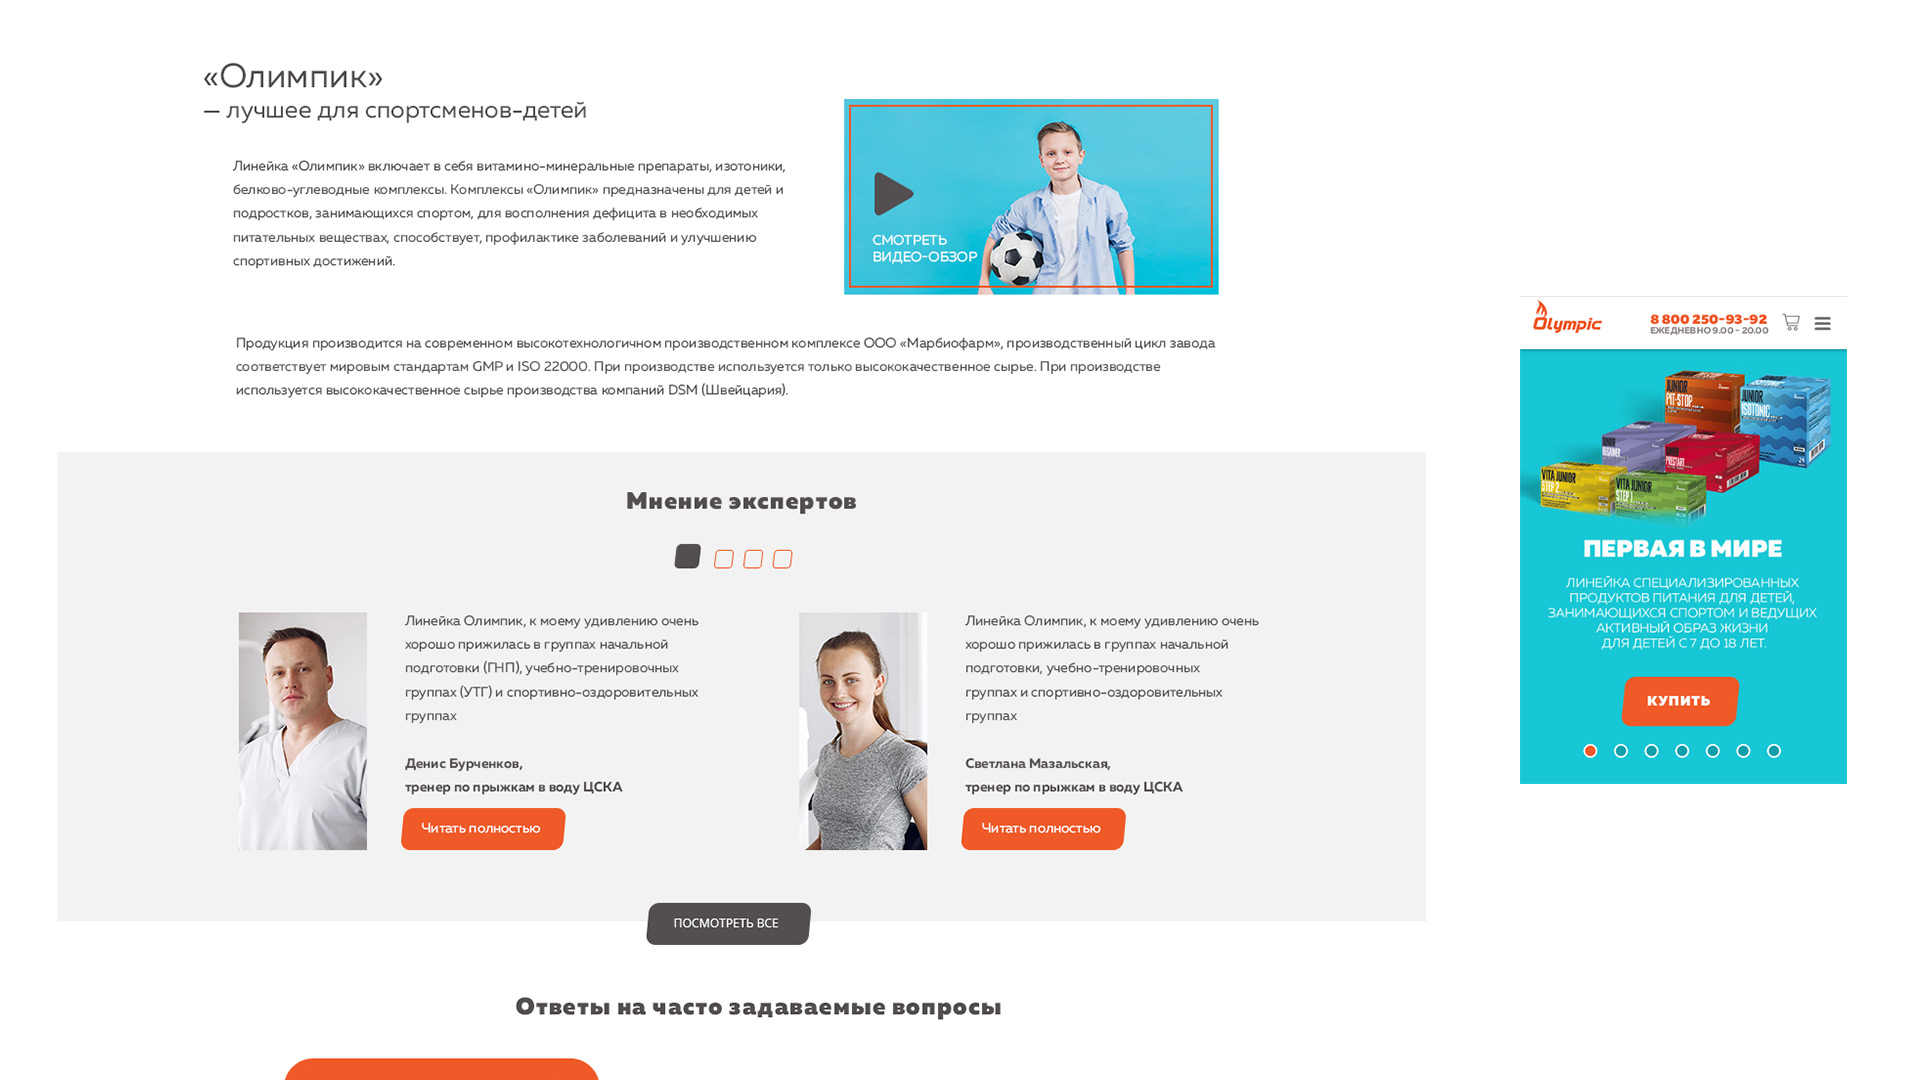 «Олимпик»
— лучшее для спортсменов-детей
Линейка «Олимпик» включает в себя витамино-минеральные препараты, изотоники,
белково-углеводные комплексы. Комплексы «Олимпик» предназначены для детей и
подростков, занимающихся спортом, для восполнения дефицита в необходимых
питательных веществах, способствует, профилактике заболеваний и улучшению
спортивных достижений.
СМОТРЕТЬ
ВИДЕО-ОБЗОР
Продукция производится на современном высокотехнологичном производственном комплексе ООО «Марбиофарм», производственный цикл завода
соответствует мировым стандартам GMP и ISO 22000. При производстве используется только высококачественное сырье. При производстве
используется высококачественное сырье производства компаний DSM (Швейцария).
Мнение экспертов
Линейка Олимпик, к моему удивлению очень
хорошо прижилась в группах начальной
подготовки (ГНП), учебно-тренировочных
группах (УТГ) и спортивно-оздоровительных
группах
Денис Бурченков,
тренер по прыжкам в воду ЦСКА
Читать полностью
Линейка Олимпик, к моему удивлению очень
хорошо прижилась в группах начальной
подготовки, учебно-тренировочных
группах и спортивно-оздоровительных
группах
Светлана Мазальская,
тренер по прыжкам в воду ЦСКА
Читать полностью
ПОСМОТРЕТЬ ВСЕ
Ответы на часто задаваемые вопросы
Olympic
8 800 250-93-92
ЕЖЕДНЕВНО 9.00 - 20.00
JUNIOR
PIT-STOP
JUNIOR
ISOTONIC
24
JUNIOR
PRESTART
VITA JUNIOR
STEP 2
VITA JUNIOR
STEP 1
ПЕРВАЯ В МИРЕ
ЛИНЕЙКА СПЕЦИАЛИЗИРОВАННЫХ
ПРОДУКТОВ ПИТАНИЯ ДЛЯ ДЕТЕЙ,
ЗАНИМАЮЩИХСЯ СПОРТОМ И ВЕДУЩИХ
АКТИВНЫЙ ОБРАЗ ЖИЗНИ
ДЛЯ ДЕТЕЙ С 7 ДО 18 ЛЕТ.
КУПИТЬ